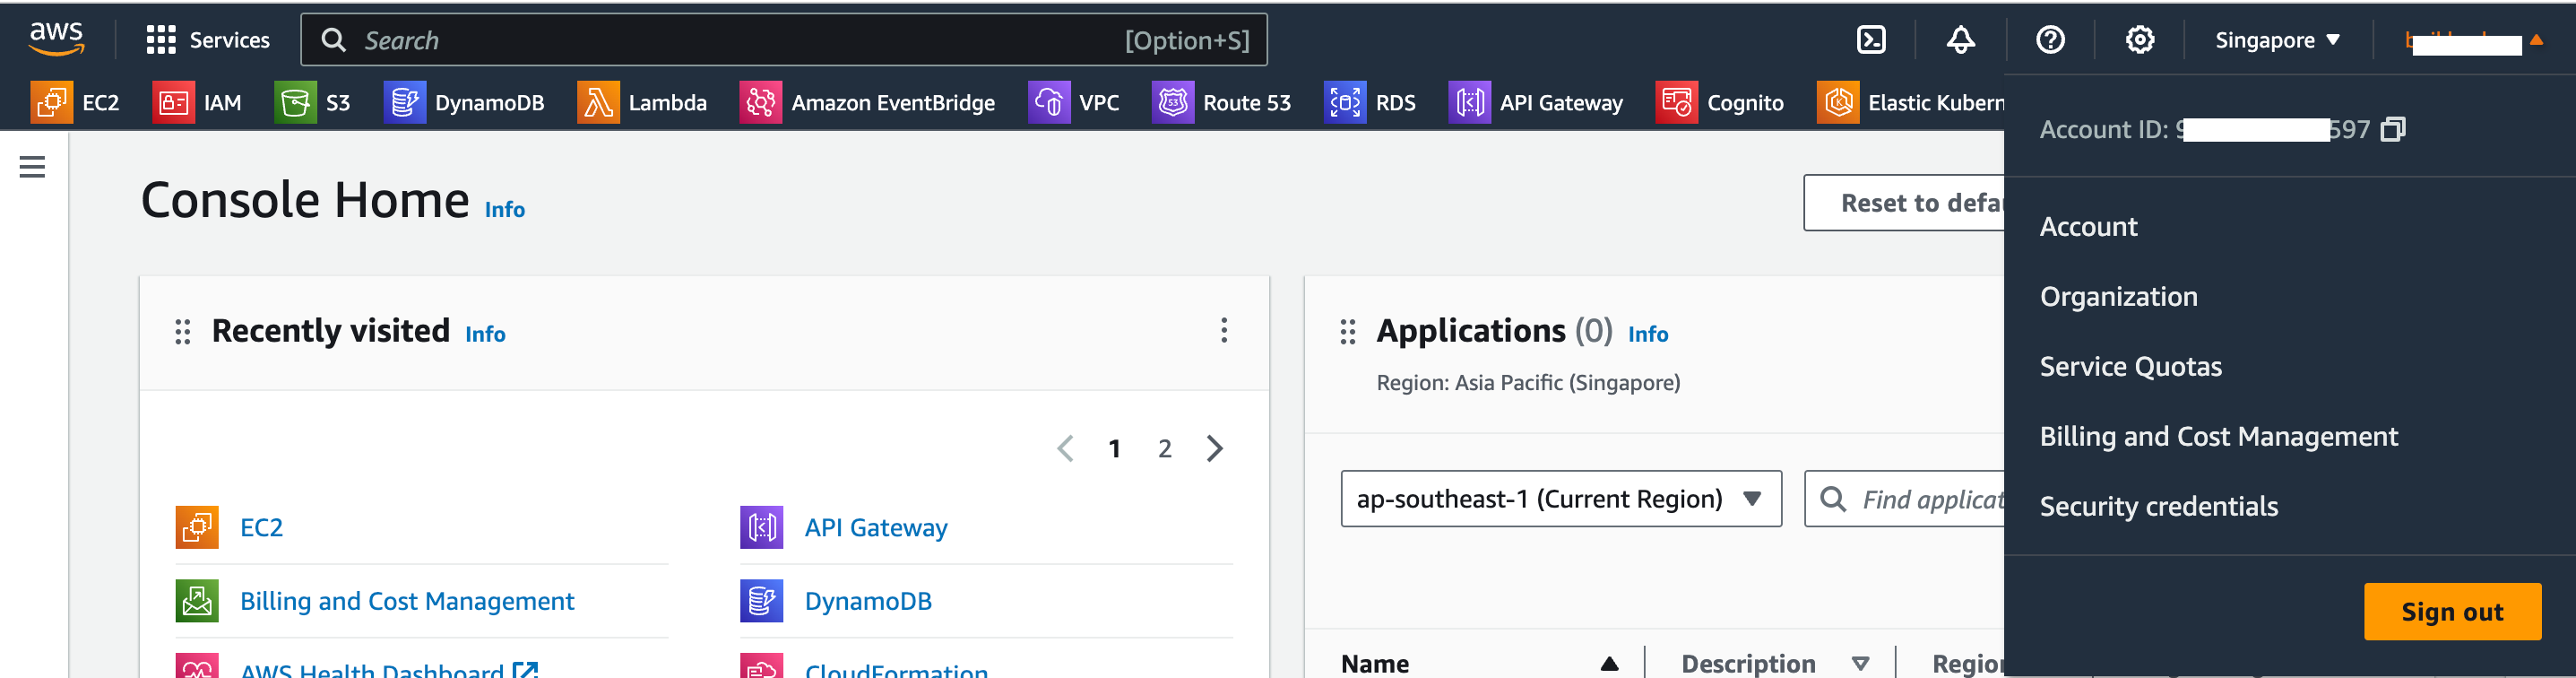 aws Services Search [Option+S] Singapore
EC2 IAM S3 DynamoDB Lambda Amazon EventBridge VPC Route 53 RDS API Gateway Cognito Elastic Kubern
Account ID: 9 597
Console Home Info
Reset to defau
Account
Organization
Service Quotas
Billing and Cost Management
Security credentials
Sign out
Recently visited Info
1 2 
EC2
API Gateway
Billing and Cost Management
DynamoDB
AWS Health Dashboard
CloudFormation
Applications (0) Info
Region: Asia Pacific (Singapore)
ap-southeast-1 (Current Region) Find applicat
Name Description Region